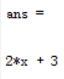 ans =
2*x + 3